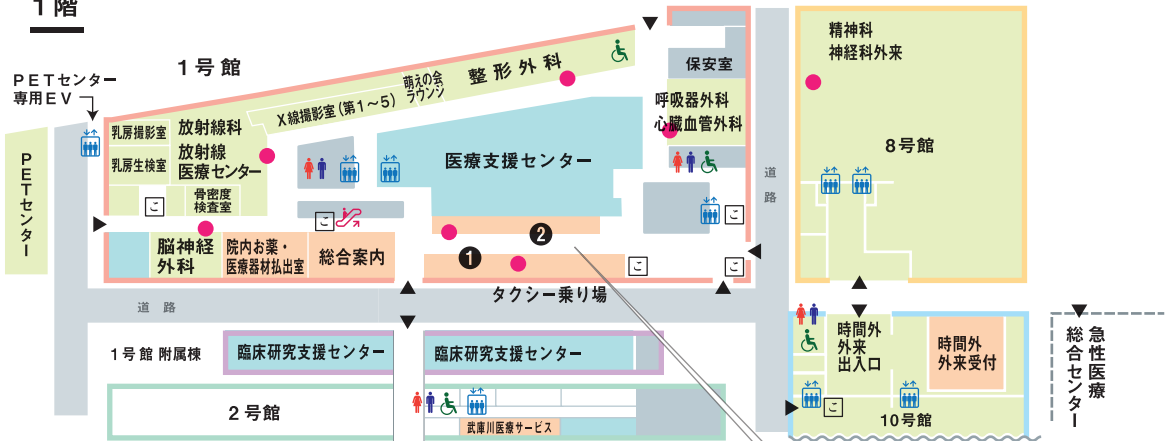 1階
PETセンター
専用EV
1号館
X線撮影室(第1〜5)
萌えの会
ラウンジ
整形外科
保安室
呼吸器外科
心臓血管外科
精神科
神経科外来
8号館
PETセンター
乳房撮影室
乳房生検室
放射線科
放射線
医療センター
骨密度
検査室
こ
こ
医療支援センター
こ
道路
脳神経
外科
院内お薬・
医療器材払出室
総合案内
1
2
こ
こ
タクシー乗り場
道路
1号館 附属棟
臨床研究支援センター
臨床研究支援センター
2号館
武庫川医療サービス
時間外
外来
出入口
時間外
外来受付
こ
10号館
急性医療
総合センター